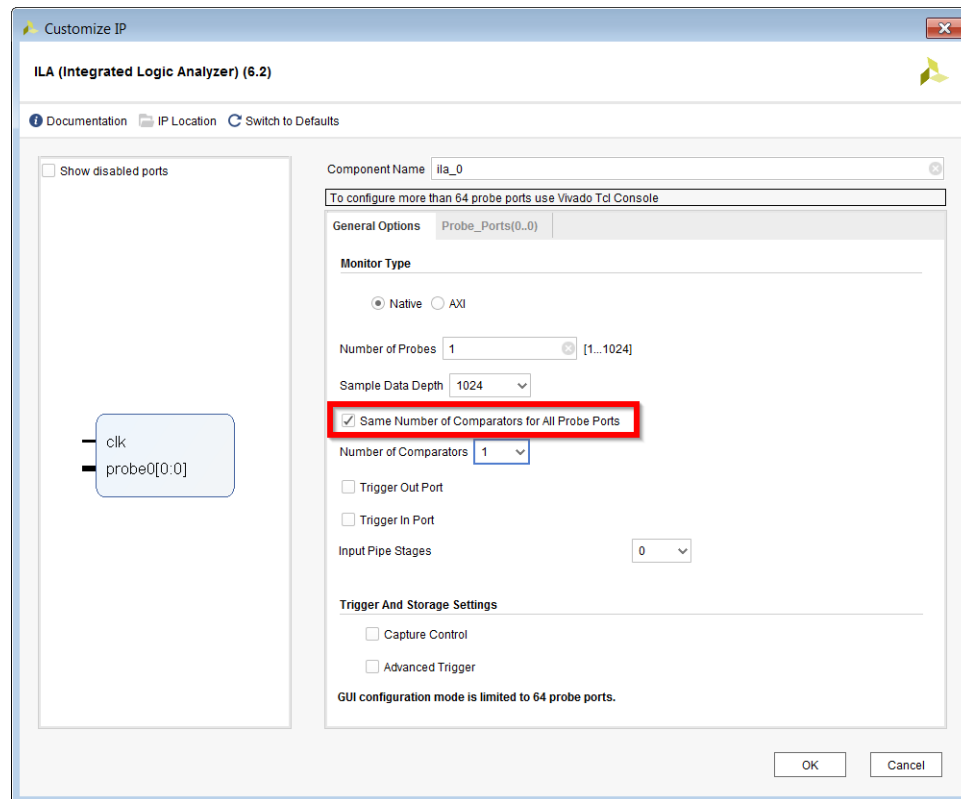 Customize IP
ILA (Integrated Logic Analyzer) (6.2)
Documentation IP Location Switch to Defaults
Show disabled ports
clk
probe0[0:0]
Component Name ila_0
To configure more than 64 probe ports use Vivado Tcl Console
General Options Probe_Ports(0..0)
Monitor Type
Native AXI
Number of Probes 1 [1...1024]
Sample Data Depth 1024
Same Number of Comparators for All Probe Ports
Number of Comparators 1
Trigger Out Port
Trigger In Port
Input Pipe Stages 0
Trigger And Storage Settings
Capture Control
Advanced Trigger
GUI configuration mode is limited to 64 probe ports.
OK Cancel